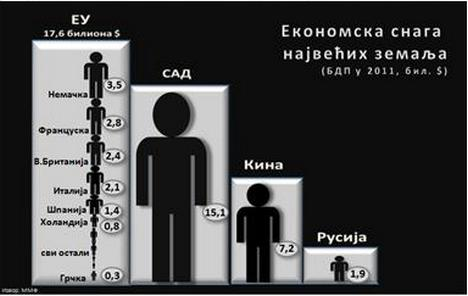 Економска снага
највећих земаља
(БДП у 2011, бил. $)
ЕУ
17,6 билиона $
Немачка 3,5
Француска 2,8
В.Британија 2,4
Италија 2,1
Шпанија 1,4
Холандија 0,8
сви остали
Грчка 0,3
САД
15,1
Кина
7,2
Русија
1,9
Извор: ММФ